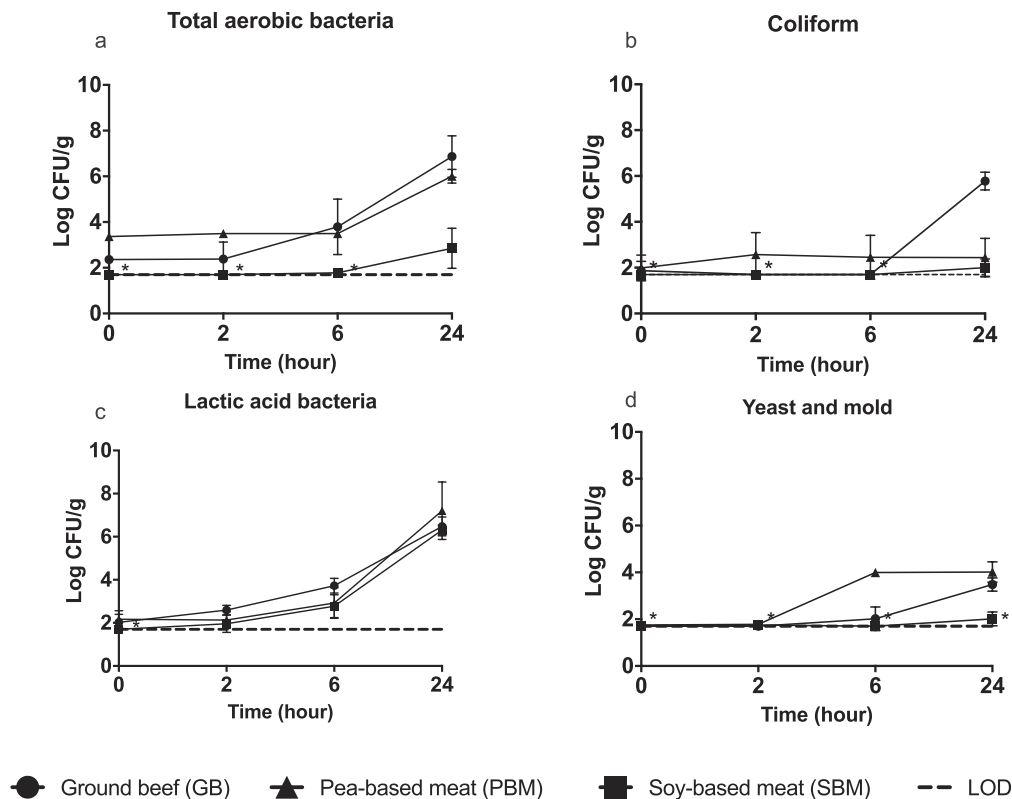 Total aerobic bacteria
a
10
8
6
4
2
0
Log CFU/g
*
*
*
0 2 6 24
Time (hour)
Coliform
b
10
8
6
4
2
0
Log CFU/g
*
*
*
0 2 6 24
Time (hour)
Lactic acid bacteria
c
10
8
6
4
2
0
Log CFU/g
*
0 2 6 24
Time (hour)
Yeast and mold
d
10
8
6
4
2
0
Log CFU/g
*
*
*
*
0 2 6 24
Time (hour)
Ground beef (GB) Pea-based meat (PBM) Soy-based meat (SBM) LOD